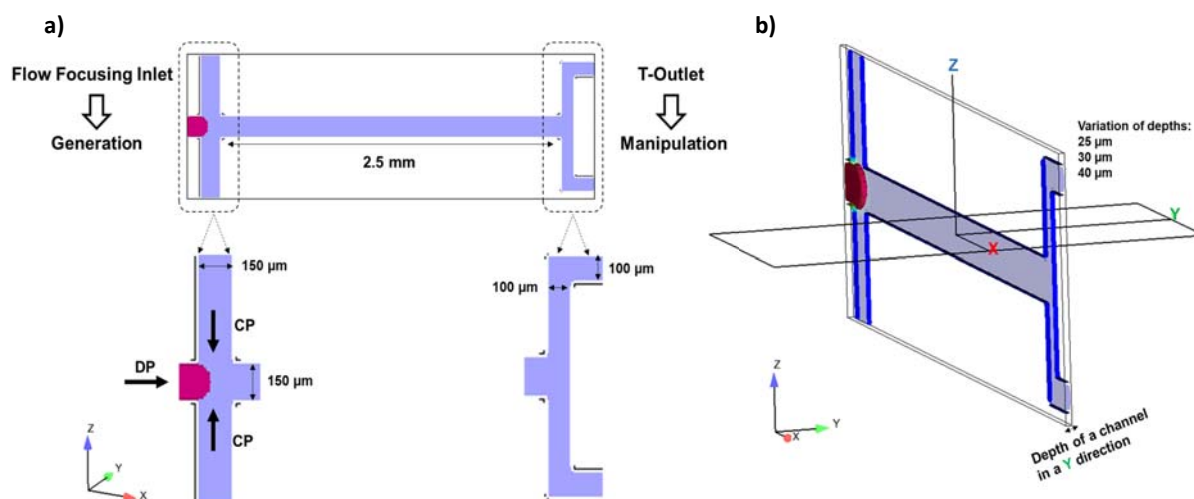 a)
Flow Focusing Inlet
Generation
T-Outlet
Manipulation
2.5 mm
150 µm
CP
DP
150 µm
CP
Z
Y
X
100 µm
100 µm
b)
Z
Variation of depths:
25 µm
30 µm
40 µm
Y
X
Z
Y
X
Depth of a channel
in a Y direction